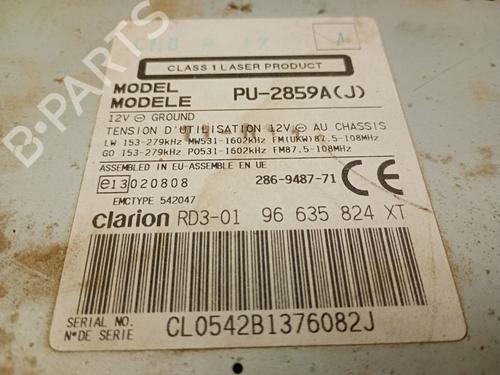 A
CLASS 1 LASER PRODUCT
MODEL
MODELE
PU-2859A(J)
12V ⊖ GROUND
TENSION D'UTILISATION 12V ⊖ AU CHASSIS
LW 153-279kHz MW531-1602kHz FM(UKW)87.5-108MHz
GO 153-279kHz PO531-1602kHz FM87.5-108MHz
ASSEMBLED IN EU-ASSEMBLE EN UE
e13 020808
286-9487-71 CE
EMCTYPE 542047
clarion RD3-01 96 635 824 XT
SERIAL NO.
N° DE SERIE
CL0542B1376082J